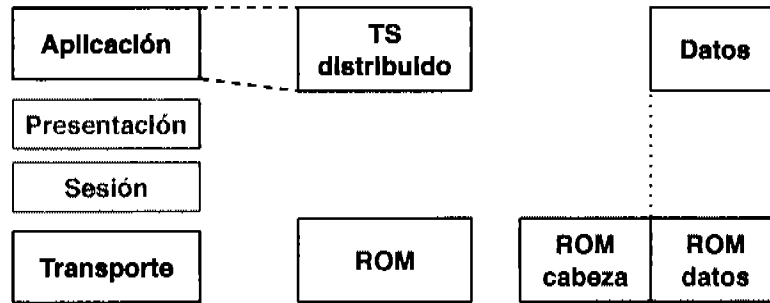 Aplicación
TS
distribuido
Datos
Presentación
Sesión
Transporte
ROM
ROM
cabeza
ROM
datos